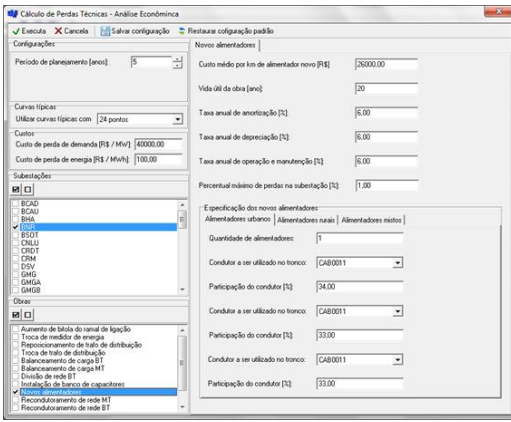 Cálculo de Perdas Técnicas - Análise Econôminca
Executa Cancela Salvar configuração Restaurar cofiguração padrão
Configurações
Período de planejamento [anos]: 5
Curvas típicas
Utilizar curvas típicas com 24 pontos
Custos
Custo de perda de demanda [R$ / MW]: 40000,00
Custo de perda de energia [R$ / MWh]: 100,00
Subestações
BCAD
BCAU
BHA
BNR
BSOT
CNLU
CRDT
CRM
DSV
GMG
GMGA
GMGB
Obras
Aumento de bitola do ramal de ligação
Troca de medidor de energia
Reposicionamento de trafo de distribuição
Troca de trafo de distribuição
Balanceamento de carga BT
Balanceamento de carga MT
Divisão de rede BT
Instalação de banco de capacitores
Novos alimentadores
Recondutoramento de rede MT
Recondutoramento de rede BT
Novos alimentadores
Custo médio por km de alimentador novo [R$] 26000,00
Vida útil da obra [ano]: 20
Taxa anual de amortização [%]: 6,00
Taxa anual de depreciação [%]: 6,00
Taxa anual de operação e manutenção [%]: 6,00
Percentual máximo de perdas na subestação [%]: 1,00
Especificação dos novos alimentadores
Alimentadores urbanos Alimentadores rurais Alimentadores mistos
Quantidade de alimentadores: 1
Condutor a ser utilizado no tronco: CAB0011
Participação do condutor [%]: 34,00
Condutor a ser utilizado no tronco: CAB0011
Participação do condutor [%]: 33,00
Condutor a ser utilizado no tronco: CAB0011
Participação do condutor [%]: 33,00